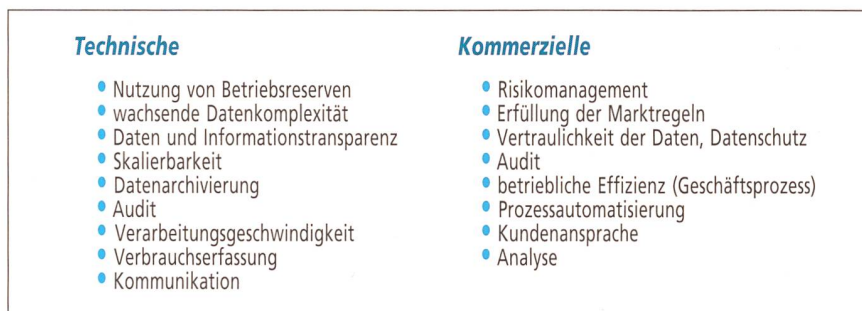 Technische
• Nutzung von Betriebsreserven
• wachsende Datenkomplexität
• Daten und Informationstransparenz
• Skalierbarkeit
• Datenarchivierung
• Audit
• Verarbeitungsgeschwindigkeit
• Verbrauchserfassung
• Kommunikation
Kommerzielle
• Risikomanagement
• Erfüllung der Marktregeln
• Vertraulichkeit der Daten, Datenschutz
• Audit
• betriebliche Effizienz (Geschäftsprozess)
• Prozessautomatisierung
• Kundenansprache
• Analyse